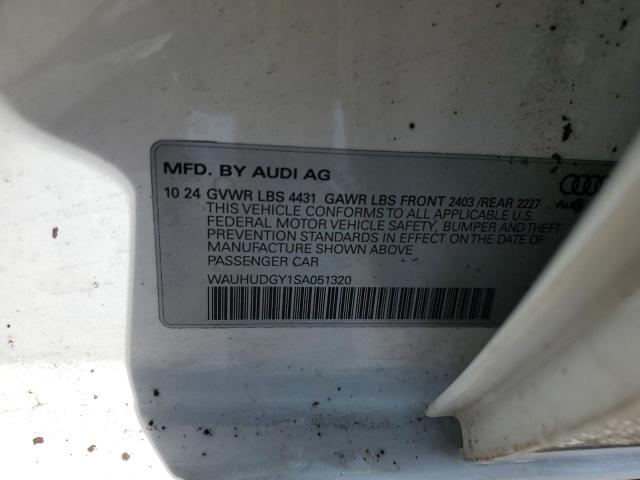 MFD. BY AUDI AG
10 24 GVWR LBS 4431 GAWR LBS FRONT 2403 /REAR 2227
THIS VEHICLE CONFORMS TO ALL APPLICABLE U.S.
FEDERAL MOTOR VEHICLE SAFETY, BUMPER AND THEFT
PREVENTION STANDARDS IN EFFECT ON THE DATE OF
MANUFACTURE SHOWN ABOVE
PASSENGER CAR
WAUHUDGY1SA051320